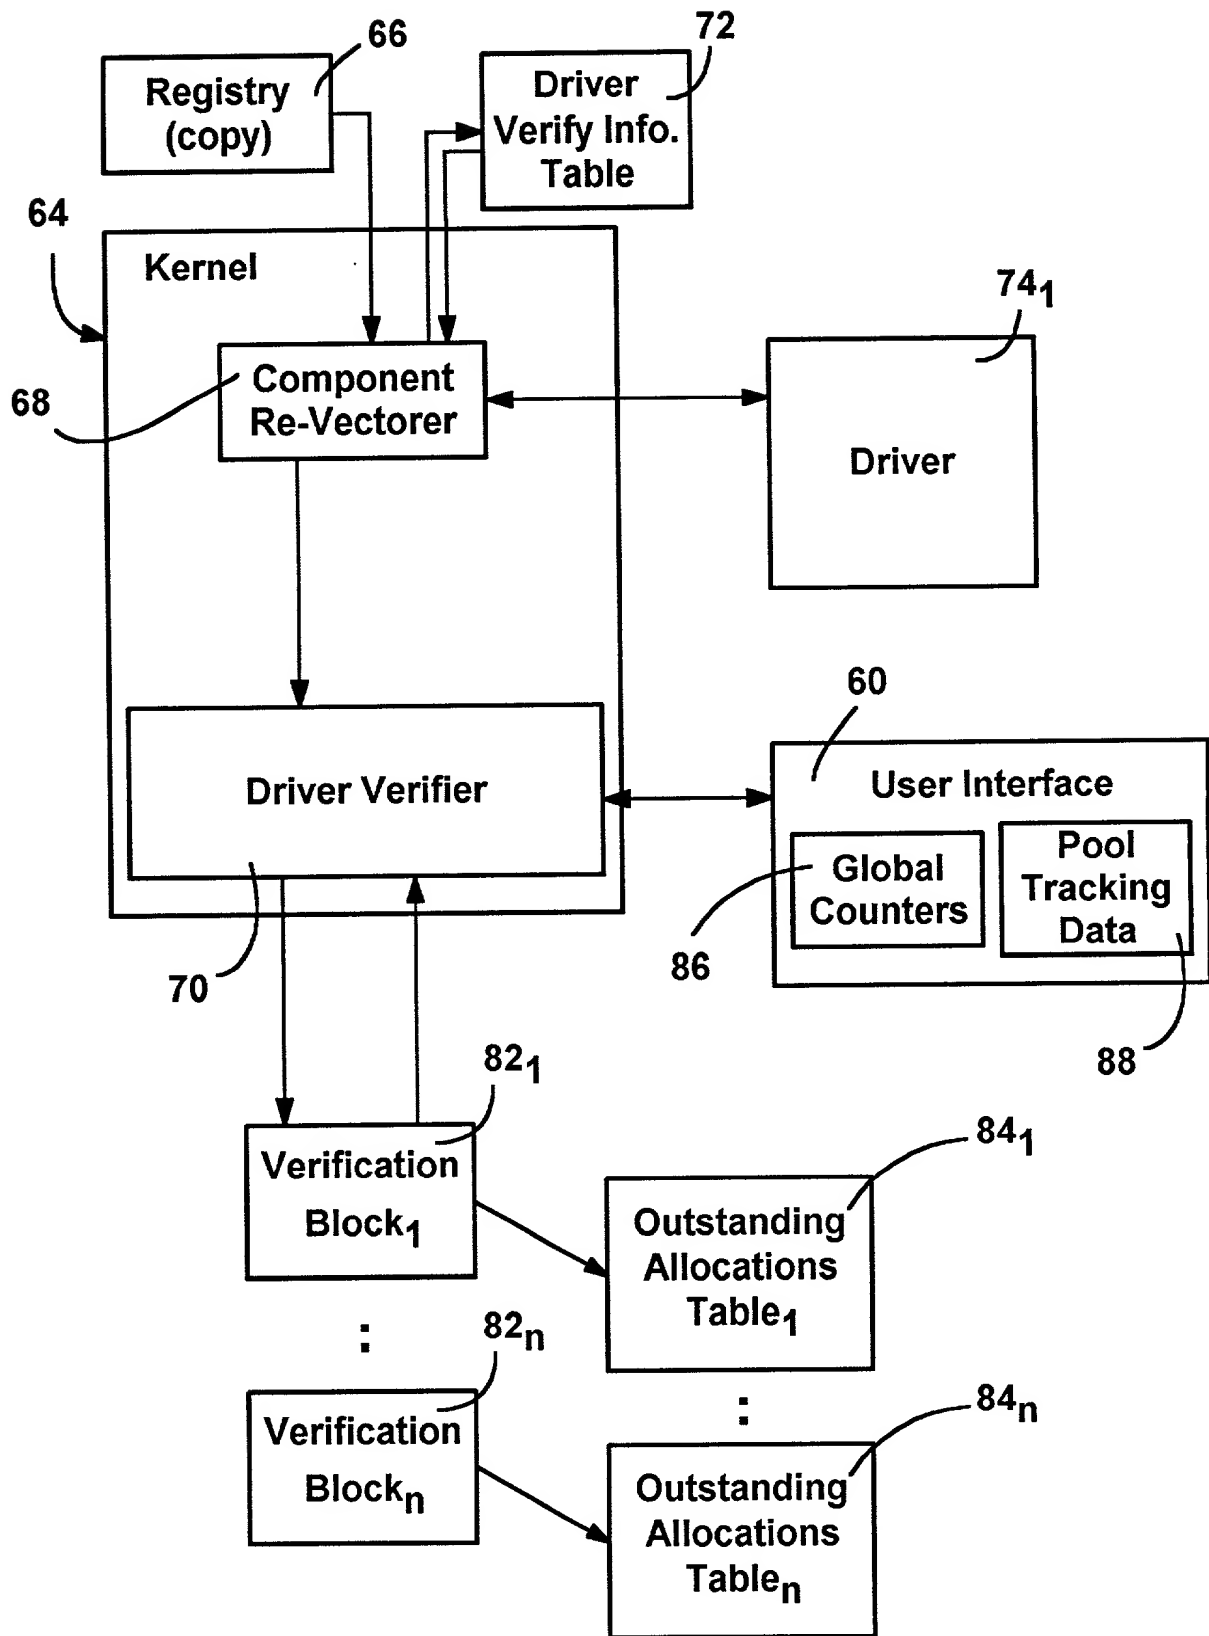 66
72
Registry
(copy)
Driver
Verify Info.
Table
64
Kernel
74₁
68
Component
Re-Vectorer
Driver
60
Driver Verifier
User Interface
Global
Counters
Pool
Tracking
Data
70
86
88
82₁
Verification
Block₁
84₁
Outstanding
Allocations
Table₁
:
82ₙ
:
84ₙ
Verification
Blockₙ
Outstanding
Allocations
Tableₙ